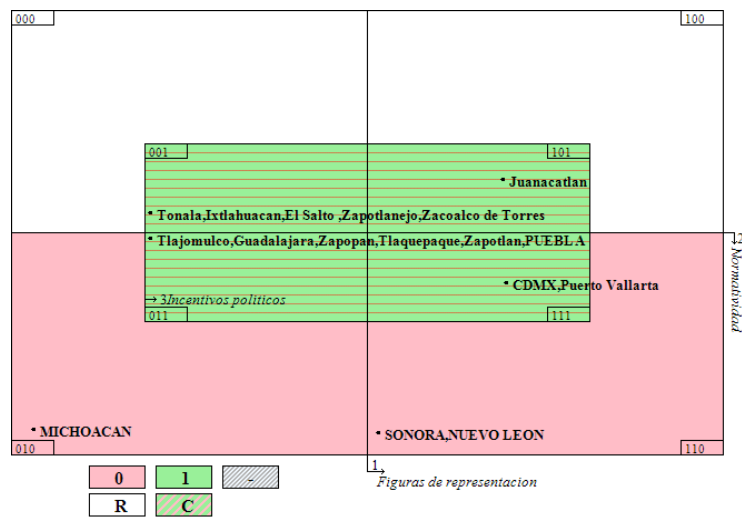 000 100
001 101
Juanacatlan
Tonala,Ixtlahuacan,El Salto ,Zapotlanejo,Zacoalco de Torres
Tlajomulco,Guadalajara,Zapopan,Tlaquepaque,Zapotlan,PUEBLA
2 Normatividad
CDMX,Puerto Vallarta
3Incentivos politicos
011 111
MICHOACAN
SONORA,NUEVO LEON
010 110
1
Figuras de representacion
0 1 -
R C